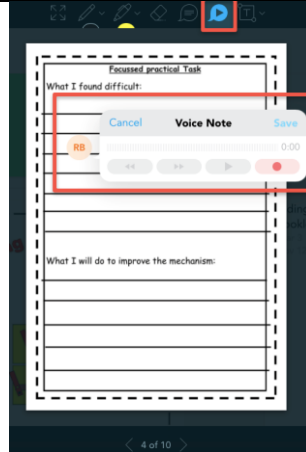 Focussed practical Task
What I found difficult:
Cancel Voice Note Save
RB
0:00
What I will do to improve the mechanism:
4 of 10